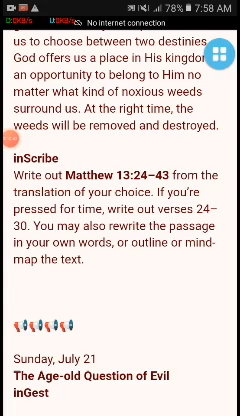 78% 7:58 AM
No internet connection
us to choose between two destinies.
God offers us a place in His kingdom
an opportunity to belong to Him no
matter what kind of noxious weeds
surround us. At the right time, the
weeds will be removed and destroyed.
inScribe
Write out Matthew 13:24–43 from the
translation of your choice. If you're
pressed for time, write out verses 24–
30. You may also rewrite the passage
in your own words, or outline or mind-
map the text.
Sunday, July 21
The Age-old Question of Evil
inGest